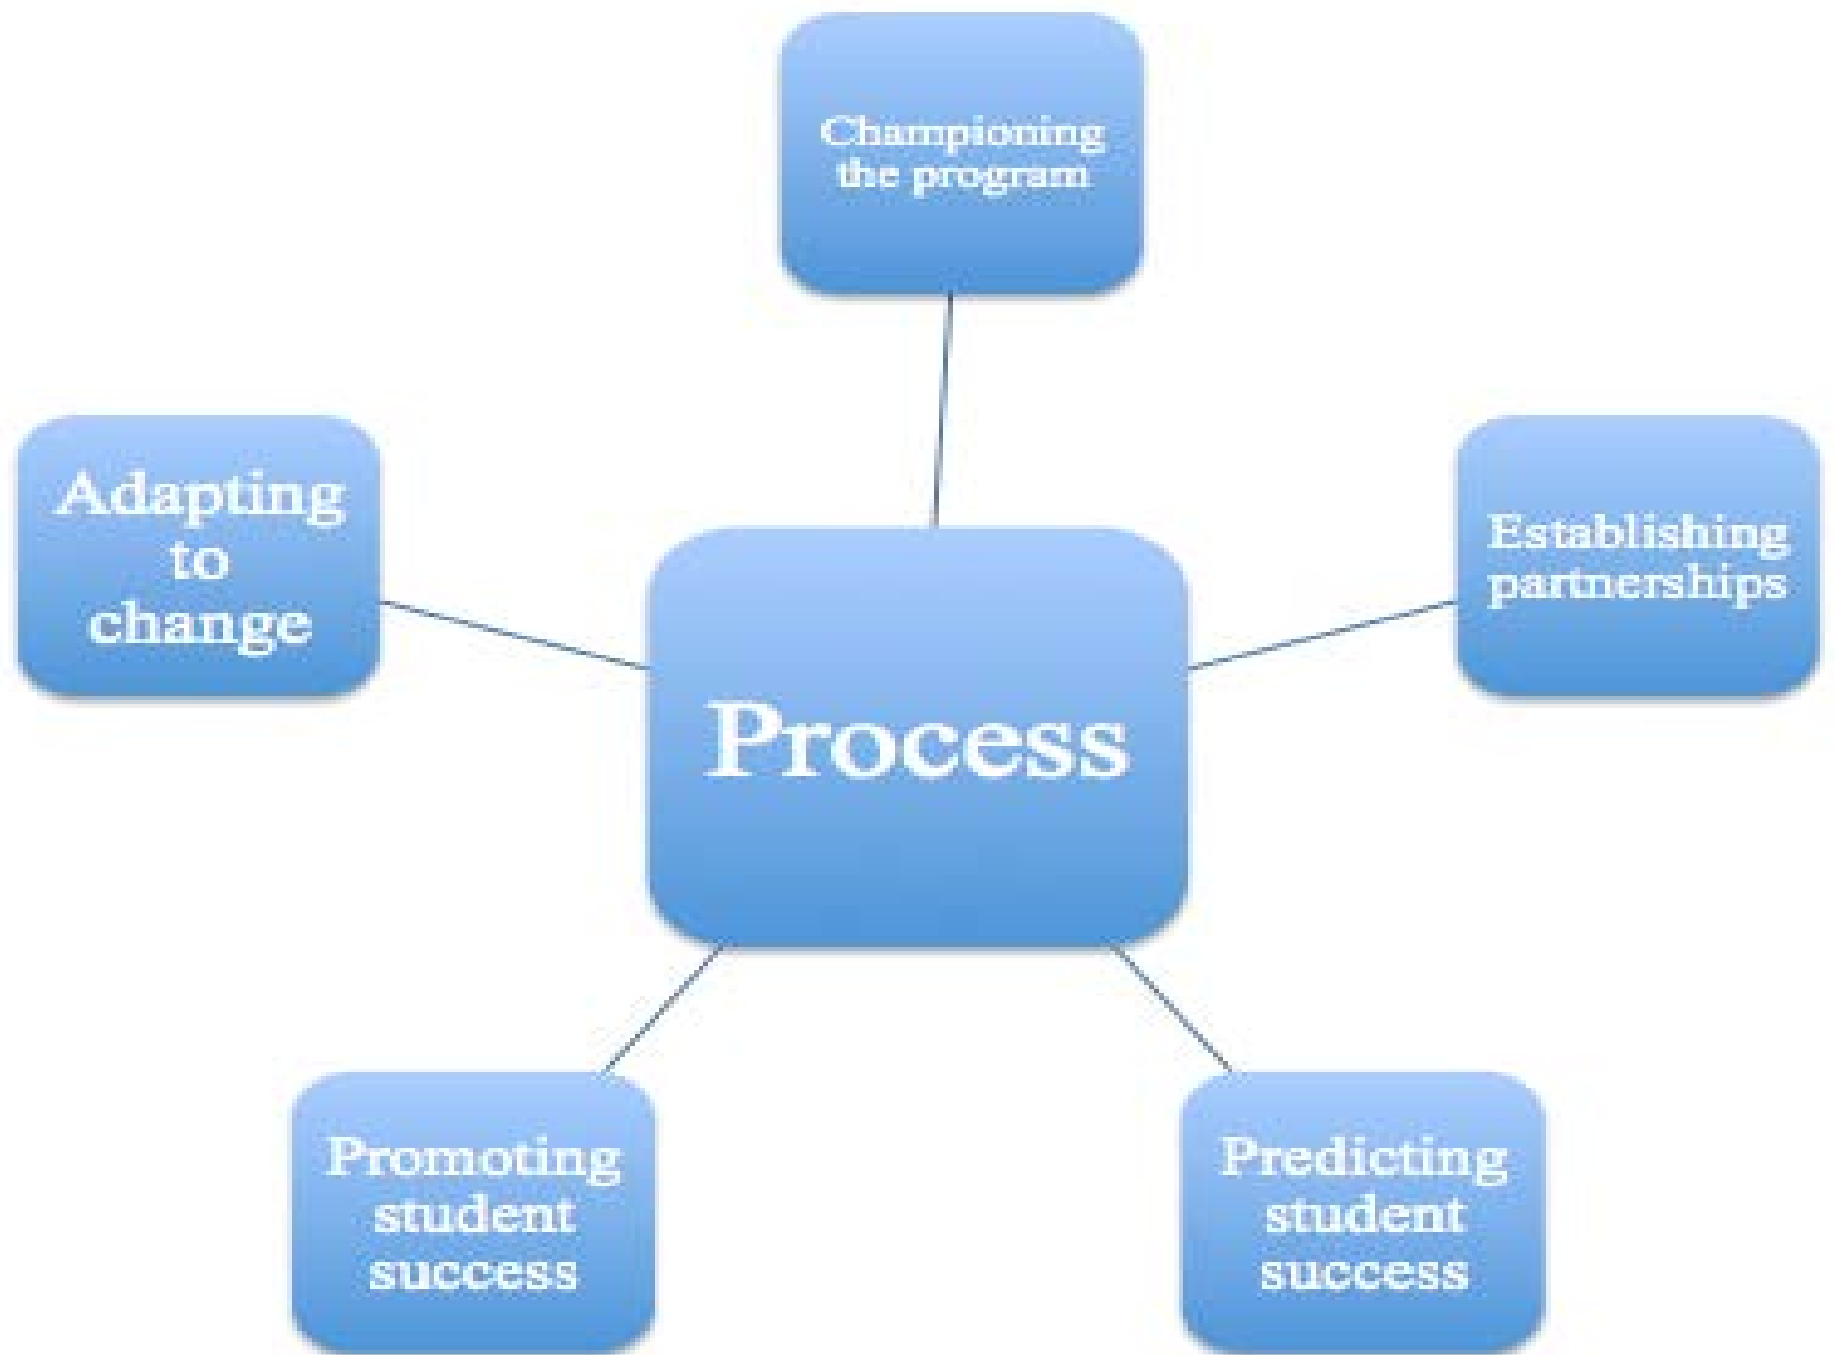 Championing
the program
Adapting
to
change
Establishing
partnerships
Process
Promoting
student
success
Predicting
student
success